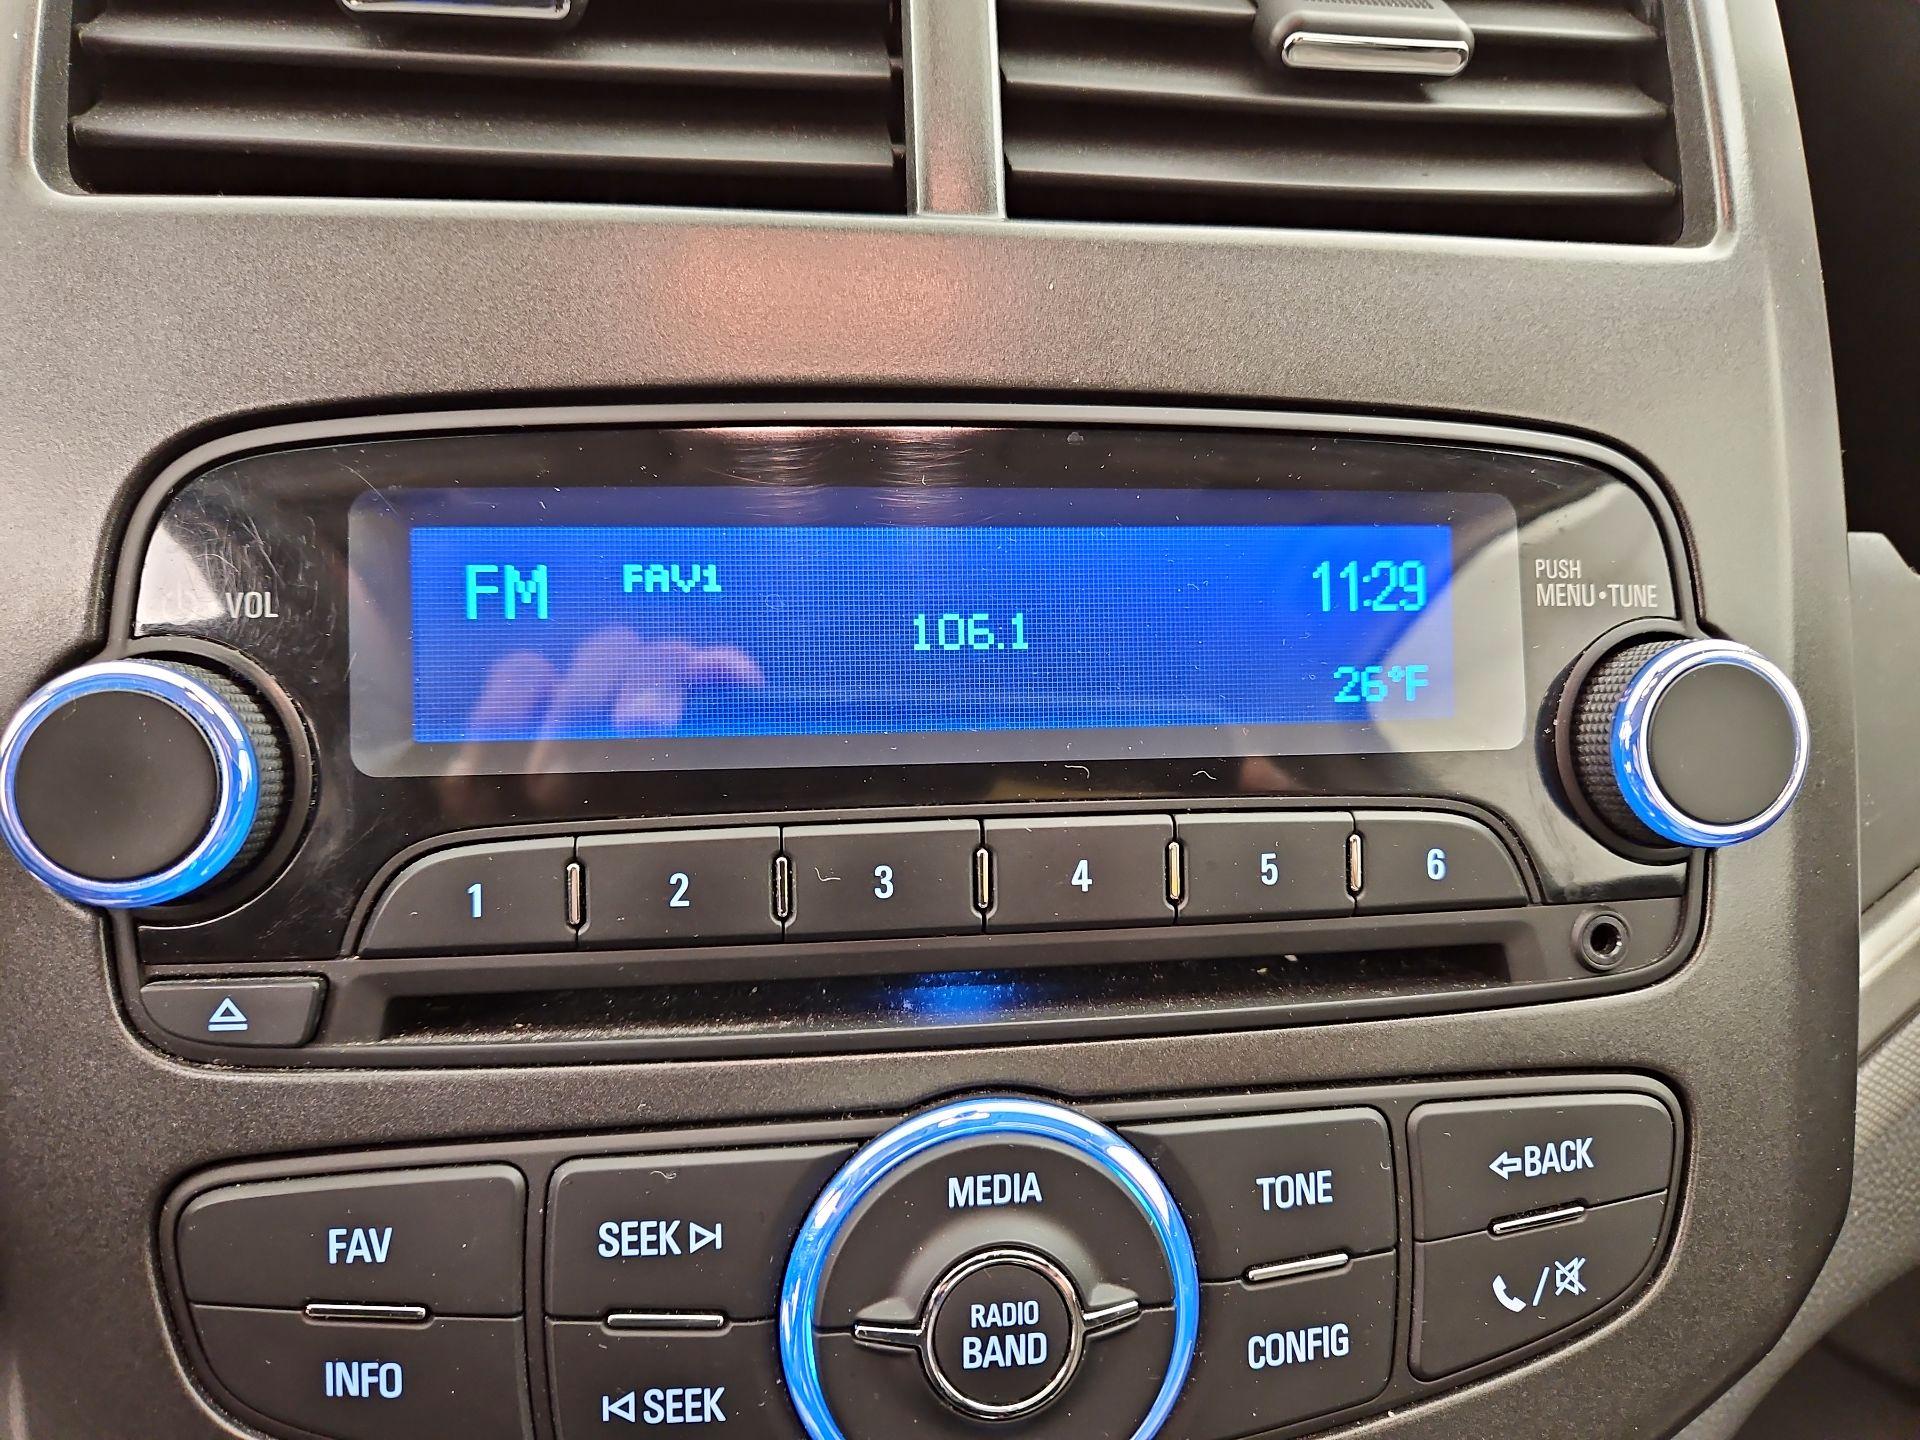 FM FAV1 11:29
106.1
26°F
VOL
PUSH
MENU•TUNE
1 2 3 4 5 6
MEDIA
RADIO
BAND
FAV
INFO
SEEK
SEEK
TONE
CONFIG
BACK
/